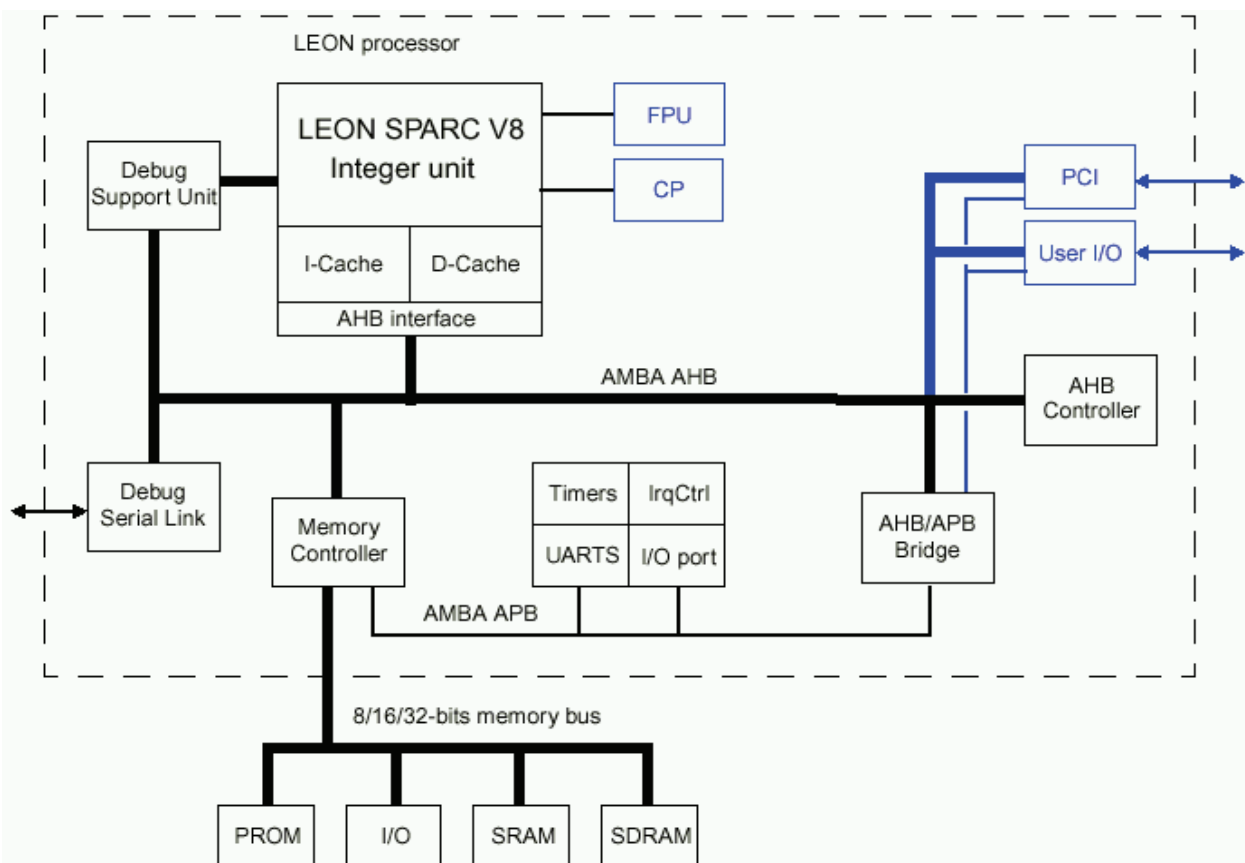 LEON processor
LEON SPARC V8
Integer unit
FPU
CP
Debug
Support Unit
I-Cache
D-Cache
AHB interface
PCI
User I/O
AMBA AHB
AHB
Controller
Debug
Serial Link
Memory
Controller
Timers
IrqCtrl
UARTS
I/O port
AHB/APB
Bridge
AMBA APB
8/16/32-bits memory bus
PROM
I/O
SRAM
SDRAM